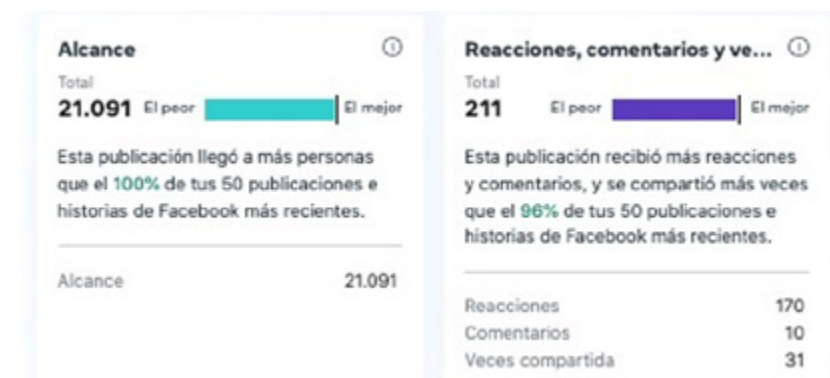 Alcance
Total
21.091 El peor El mejor
Esta publicación llegó a más personas
que el 100% de tus 50 publicaciones e
historias de Facebook más recientes.
Alcance 21.091
Reacciones, comentarios y ve...
Total
211 El peor El mejor
Esta publicación recibió más reacciones
y comentarios, y se compartió más veces
que el 96% de tus 50 publicaciones e
historias de Facebook más recientes.
Reacciones 170
Comentarios 10
Veces compartida 31